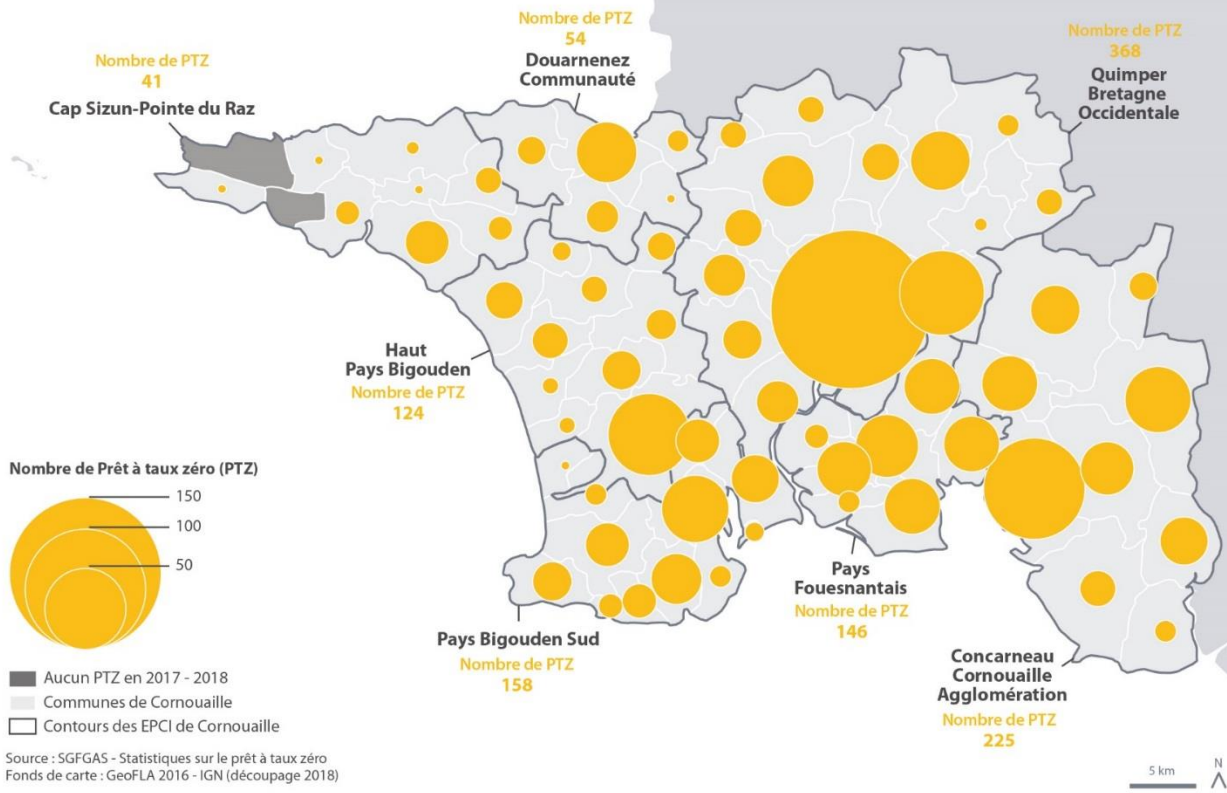 Nombre de PTZ
41
Cap Sizun-Pointe du Raz
Nombre de PTZ
54
Douarnenez
Communauté
Nombre de PTZ
368
Quimper
Bretagne
Occidentale
Haut
Pays Bigouden
Nombre de PTZ
124
Nombre de Prêt à taux zéro (PTZ)
150
100
50
Pays Bigouden Sud
Nombre de PTZ
158
Pays
Fouesnantais
Nombre de PTZ
146
Concarneau
Cornouaille
Agglomération
Nombre de PTZ
225
Aucun PTZ en 2017 - 2018
Communes de Cornouaille
Contours des EPCI de Cornouaille
Source : SGFGAS - Statistiques sur le prêt à taux zéro
Fonds de carte : GeoFLA 2016 - IGN (découpage 2018)
5 km
N